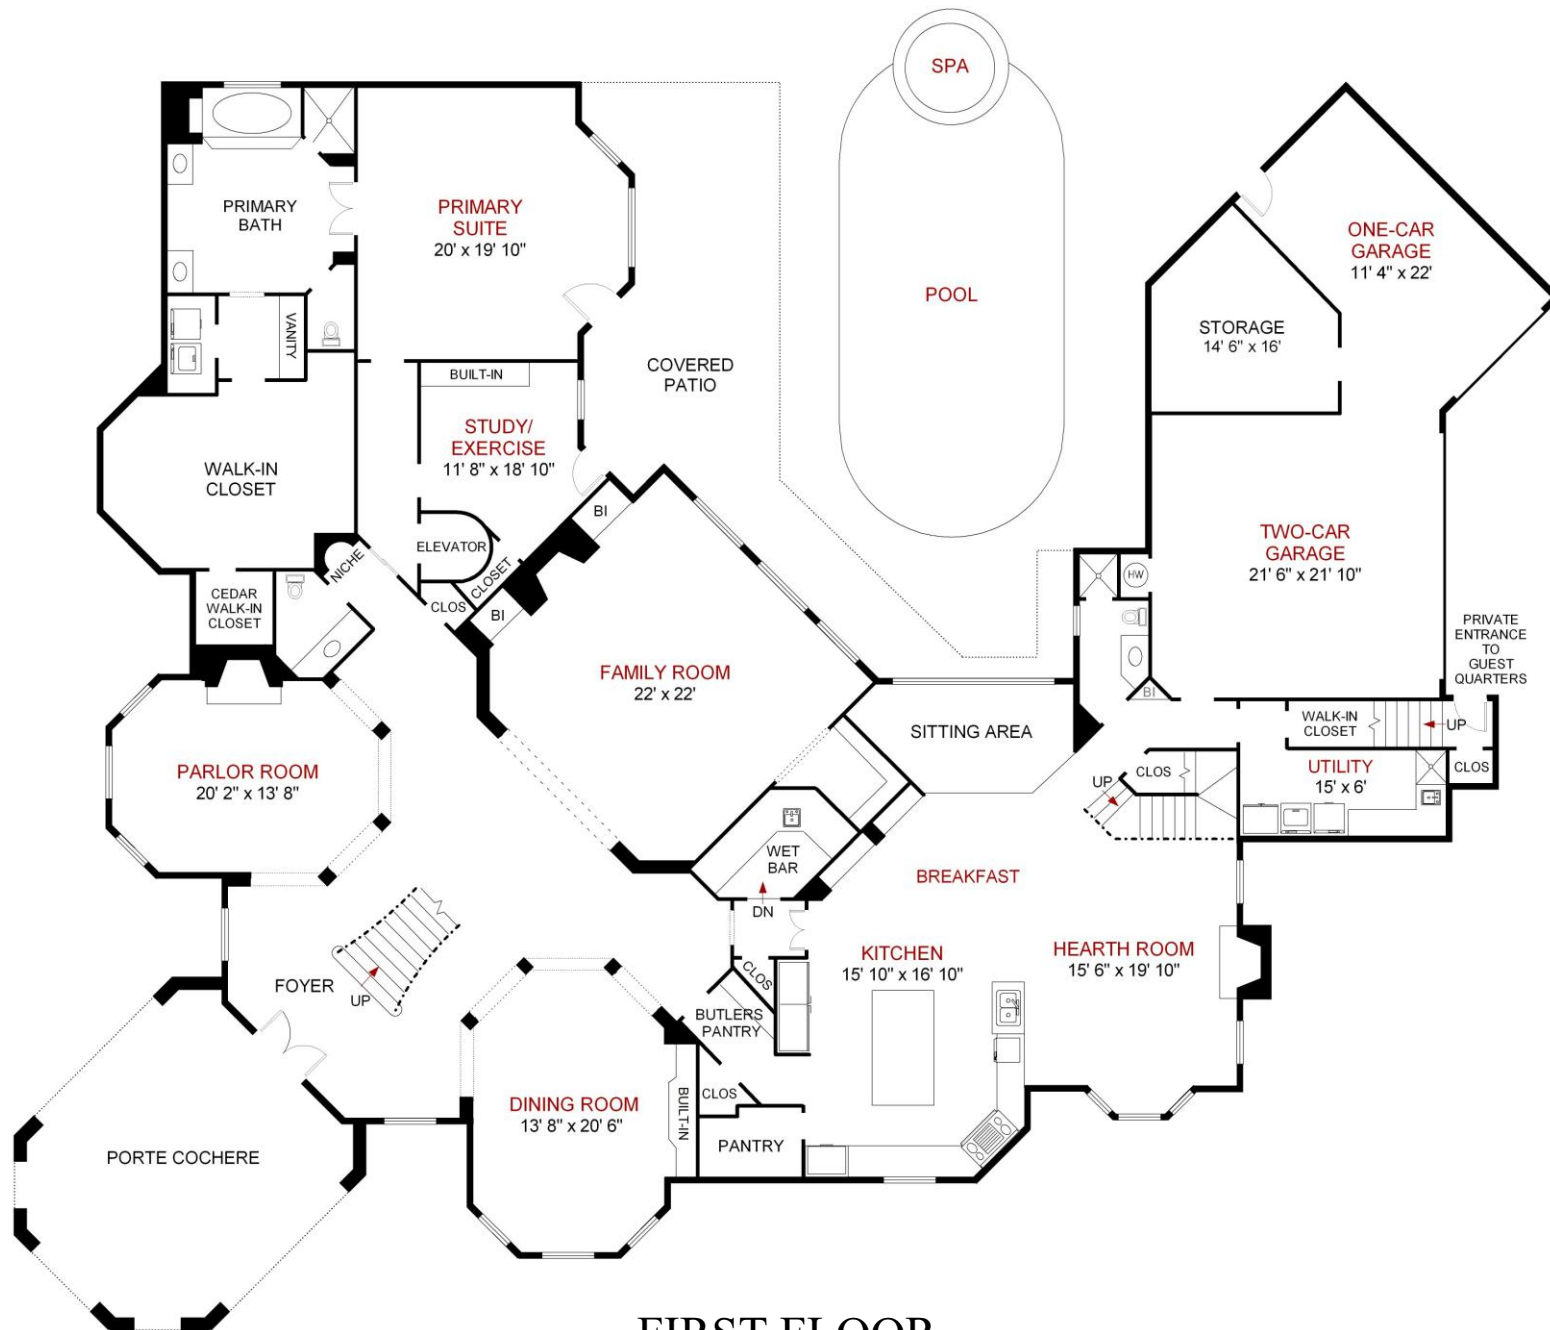 SPA
PRIMARY
BATH
PRIMARY
SUITE
20' x 19' 10"
ONE-CAR
GARAGE
11' 4" x 22'
POOL
VANITY
STORAGE
14' 6" x 16'
BUILT-IN
COVERED
PATIO
STUDY/
EXERCISE
11' 8" x 18' 10"
WALK-IN
CLOSET
BI
ELEVATOR
NICHE
CLOSET
TWO-CAR
GARAGE
21' 6" x 21' 10"
HW
CEDAR
WALK-IN
CLOSET
CLOS
BI
PRIVATE
ENTRANCE
TO
GUEST
QUARTERS
FAMILY ROOM
22' x 22'
BI
SITTING AREA
WALK-IN
CLOSET
UP
PARLOR ROOM
20' 2" x 13' 8"
UP
CLOS
UTILITY
15' x 6'
CLOS
WET
BAR
BREAKFAST
DN
KITCHEN
15' 10" x 16' 10"
HEARTH ROOM
15' 6" x 19' 10"
FOYER
UP
CLOS
BUTLERS
PANTRY
DINING ROOM
13' 8" x 20' 6"
BUILT-IN
CLOS
PANTRY
PORTE COCHERE
FIRST FLOOR